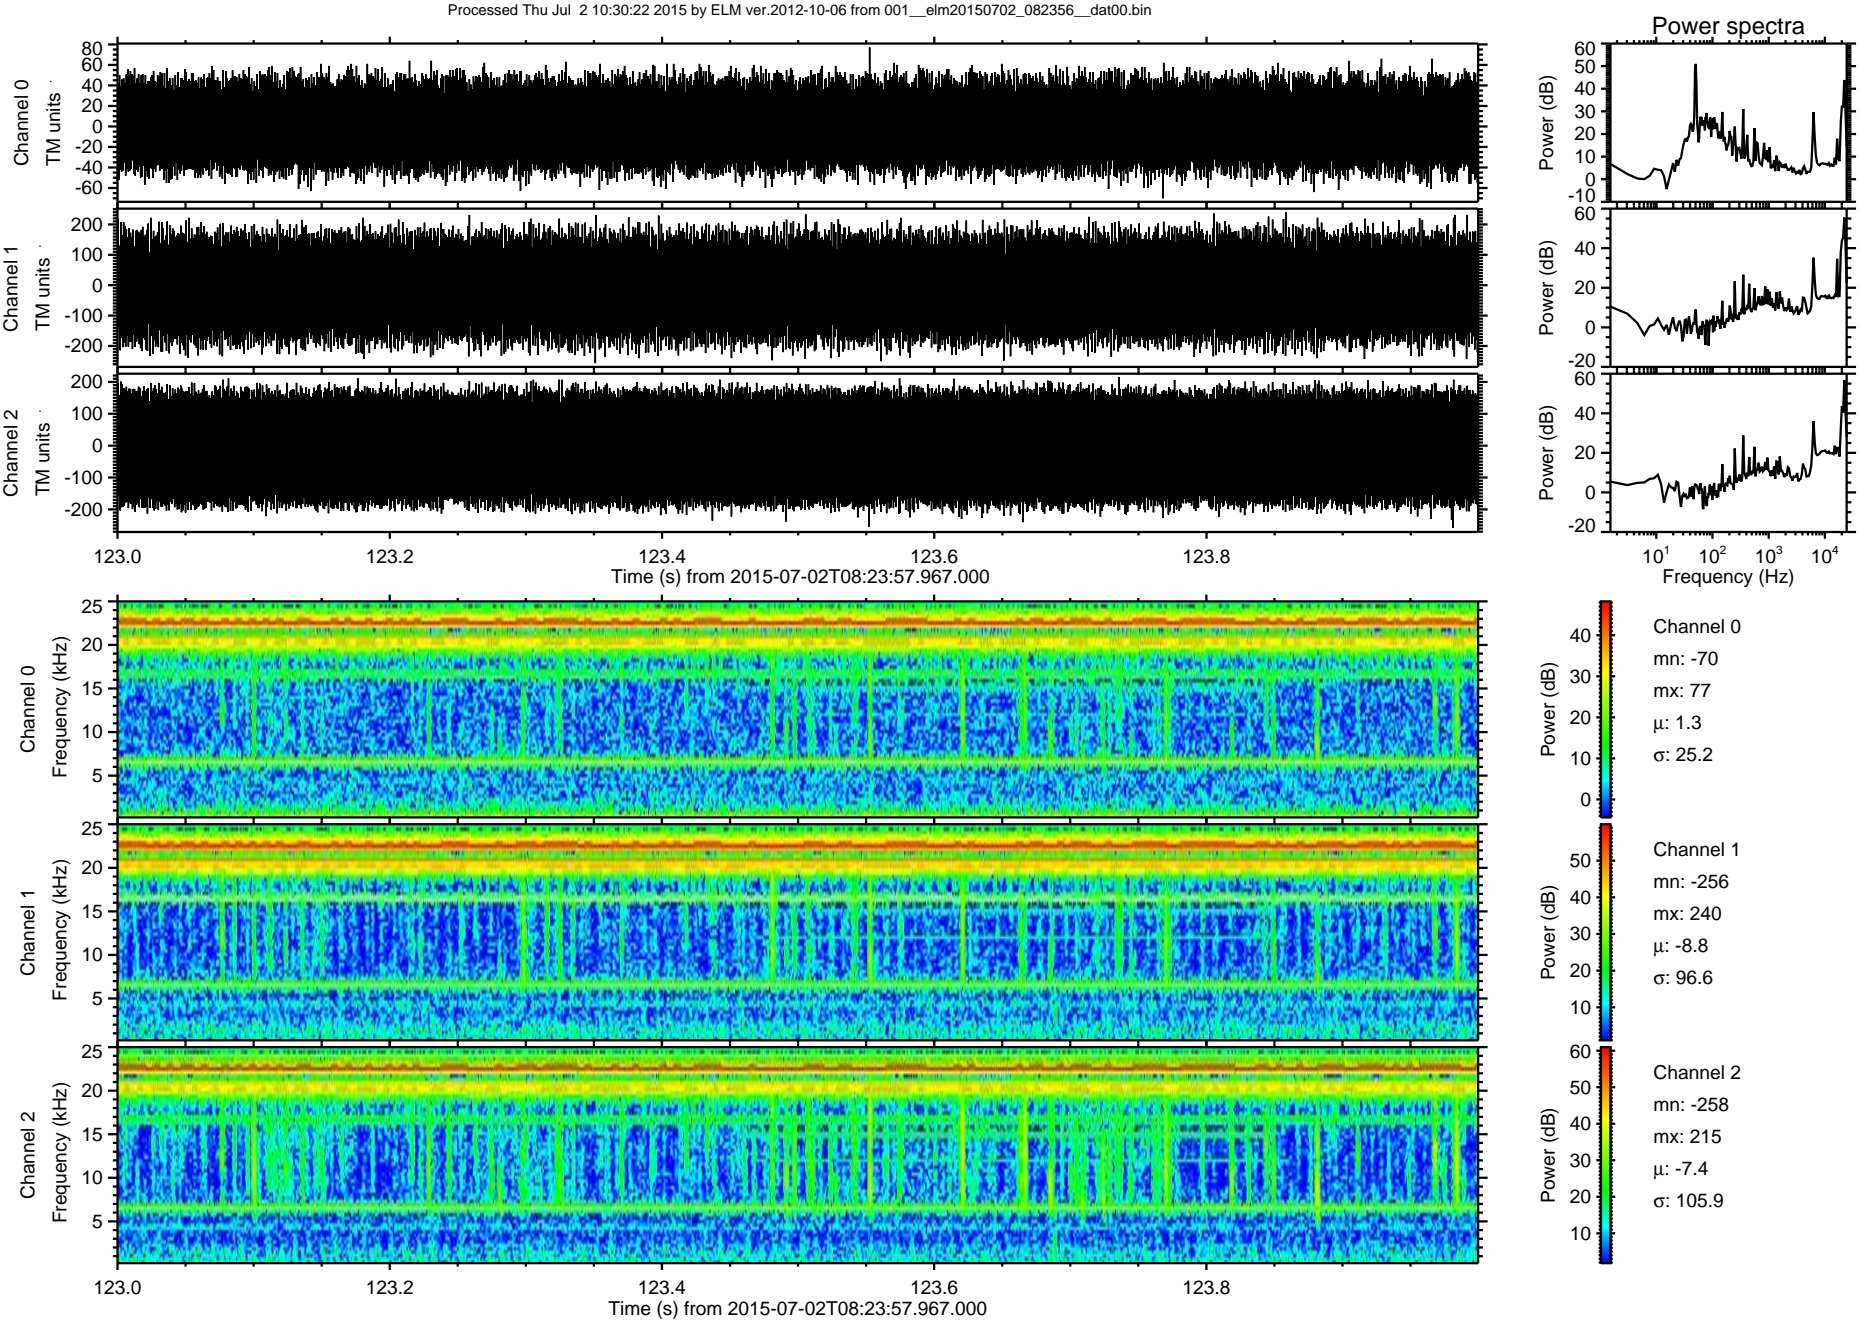 Processed Thu Jul  2 10:30:22 2015 by ELM ver.2012-10-06 from 001__elm20150702_082356__dat00.bin
Power spectra
Channel 0
TM units
80
60
40
20
0
-20
-40
-60
Power (dB)
60
50
40
30
20
10
0
-10
Channel 1
TM units
200
100
0
-100
-200
Power (dB)
60
40
20
0
-20
Channel 2
TM units
200
100
0
-100
-200
Power (dB)
60
40
20
0
-20
123.0 123.2 123.4 123.6 123.8
Time (s) from 2015-07-02T08:23:57.967.000
10^1 10^2 10^3 10^4
Frequency (Hz)
Channel 0
Frequency (kHz)
25
20
15
10
5
Power (dB)
40
30
20
10
0
Channel 0
mn: -70
mx: 77
μ: 1.3
σ: 25.2
Channel 1
Frequency (kHz)
25
20
15
10
5
Power (dB)
50
40
30
20
10
Channel 1
mn: -256
mx: 240
μ: -8.8
σ: 96.6
Channel 2
Frequency (kHz)
25
20
15
10
5
Power (dB)
60
50
40
30
20
10
Channel 2
mn: -258
mx: 215
μ: -7.4
σ: 105.9
123.0 123.2 123.4 123.6 123.8
Time (s) from 2015-07-02T08:23:57.967.000